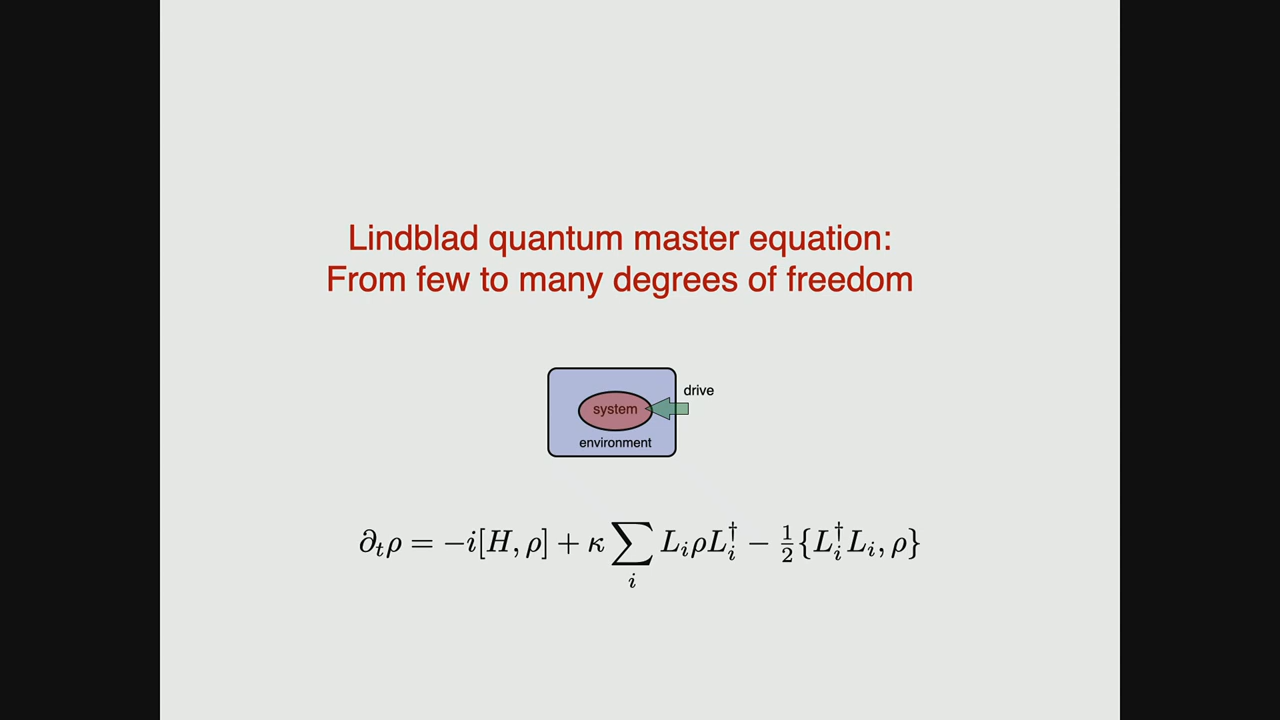 Lindblad quantum master equation:
From few to many degrees of freedom
drive
system
environment
∂ₜρ = −i[H, ρ] + κ ∑ᵢ LᵢρLᵢ† − ½{Lᵢ†Lᵢ, ρ}